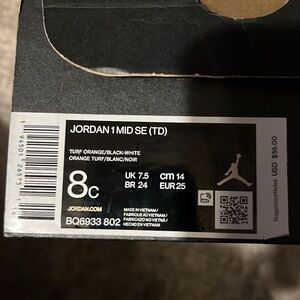 JORDAN 1 MID SE (TD)
TURF ORANGE/BLACK-WHITE
ORANGE TURF/BLANC/NOIR
8C
UK 7.5
CM 14
BR 24
EUR 25
JORDAN.COM
BQ6933 802
MADE IN VIETNAM/
FABRIQUÉ AU VIETNAM/
FABRICADO NO VIETNÃ/
HECHO EN VIETNAM
Suggested Retail: USD $55.00